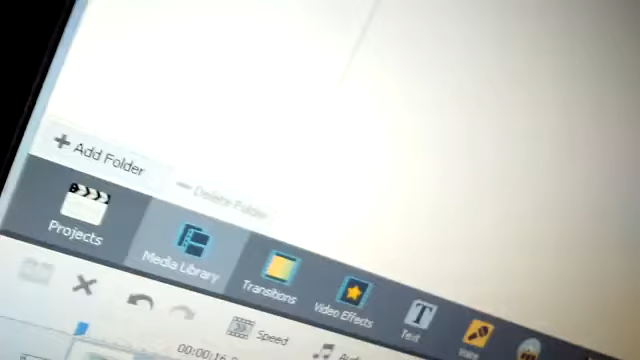 Add Folder
Delete Folder
Projects
Media Library
Transitions
Video Effects
Text
Speed